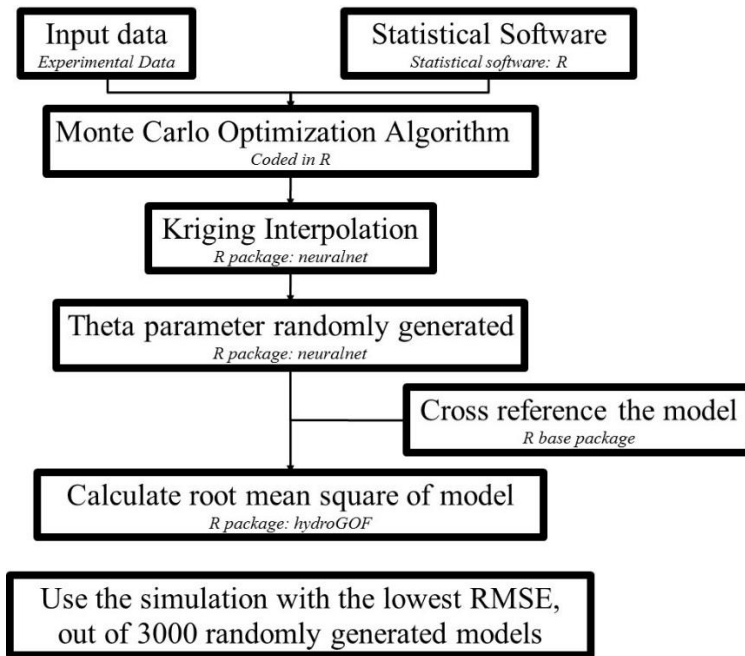 Input data
Experimental Data
Statistical Software
Statistical software: R
Monte Carlo Optimization Algorithm
Coded in R
Kriging Interpolation
R package: neuralnet
Theta parameter randomly generated
R package: neuralnet
Cross reference the model
R base package
Calculate root mean square of model
R package: hydroGOF
Use the simulation with the lowest RMSE,
out of 3000 randomly generated models